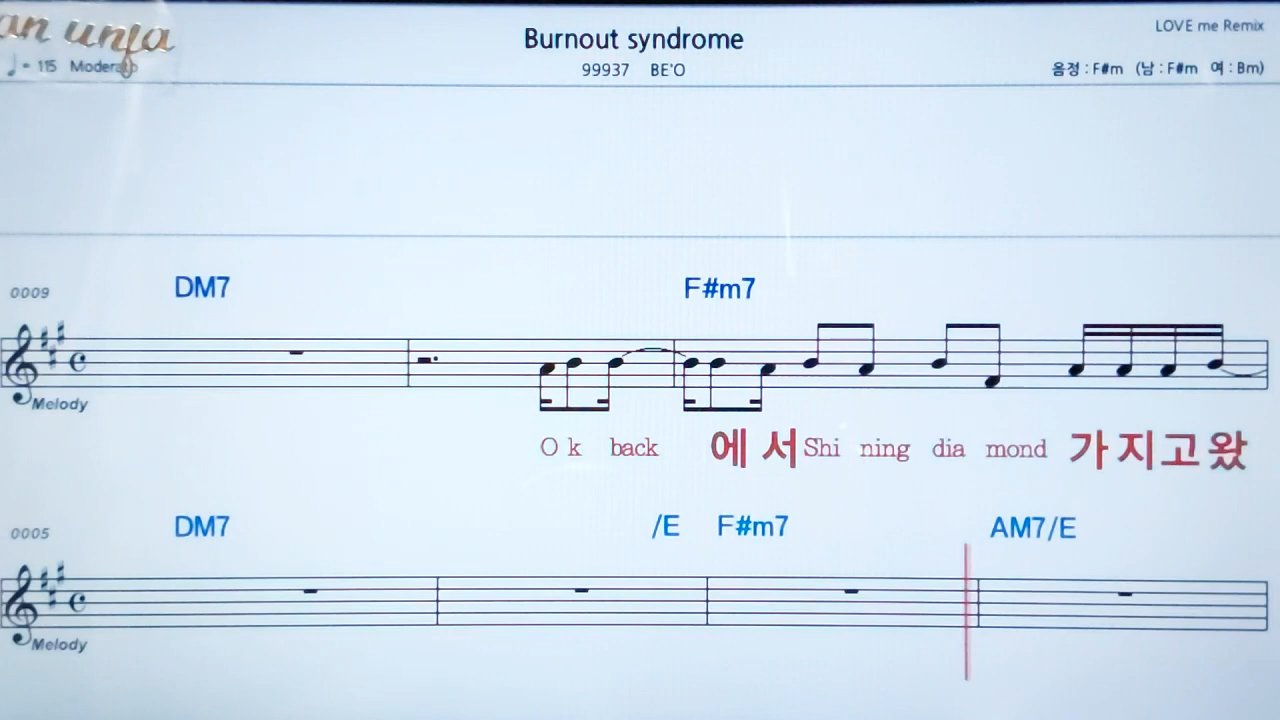 Burnout syndrome
LOVE me Remix
♩= 115 Moderato
99937 BE'O
음정 : F#m (남 : F#m 여 : Bm)
DM7 F#m7
0009
Melody
O k back 에 서 Shi ning dia mond 가 지 고 왔
DM7 /E F#m7 AM7/E
0005
Melody